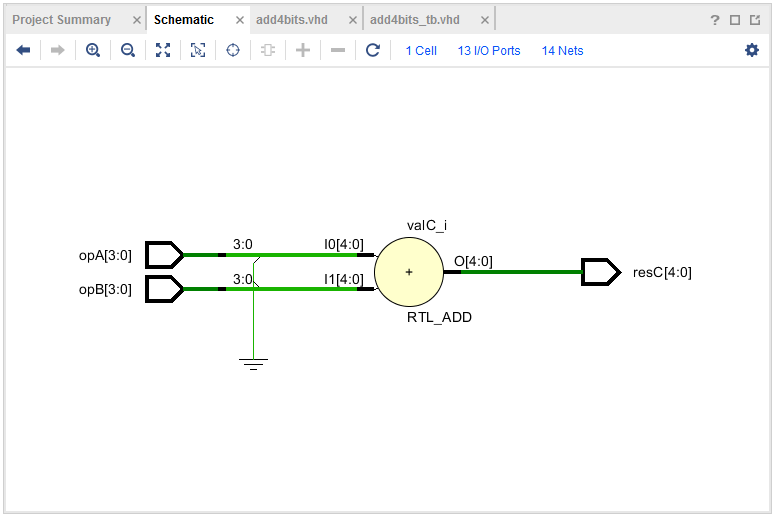 Project Summary × Schematic × add4bits.vhd × add4bits_tb.vhd × ?
1 Cell 13 I/O Ports 14 Nets
valC_i
opA[3:0] 3:0 I0[4:0]
+ O[4:0] resC[4:0]
opB[3:0] 3:0 I1[4:0]
RTL_ADD